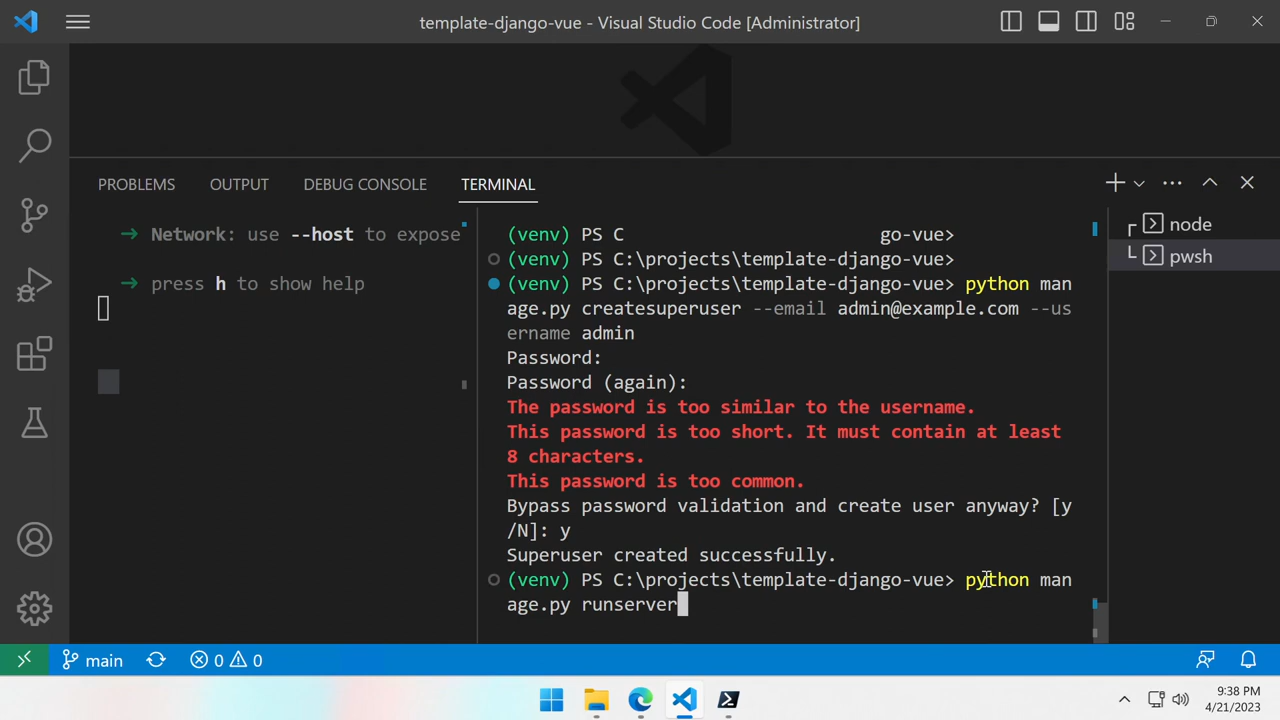 template-django-vue - Visual Studio Code [Administrator]
PROBLEMS OUTPUT DEBUG CONSOLE TERMINAL
➜ Network: use --host to expose
➜ press h to show help
(venv) PS C go-vue>
(venv) PS C:\projects\template-django-vue>
(venv) PS C:\projects\template-django-vue> python man
age.py createsuperuser --email admin@example.com --us
ername admin
Password:
Password (again):
The password is too similar to the username.
This password is too short. It must contain at least
8 characters.
This password is too common.
Bypass password validation and create user anyway? [y
/N]: y
Superuser created successfully.
(venv) PS C:\projects\template-django-vue> python man
age.py runserver
node
pwsh
main 0 0
9:38 PM
4/21/2023